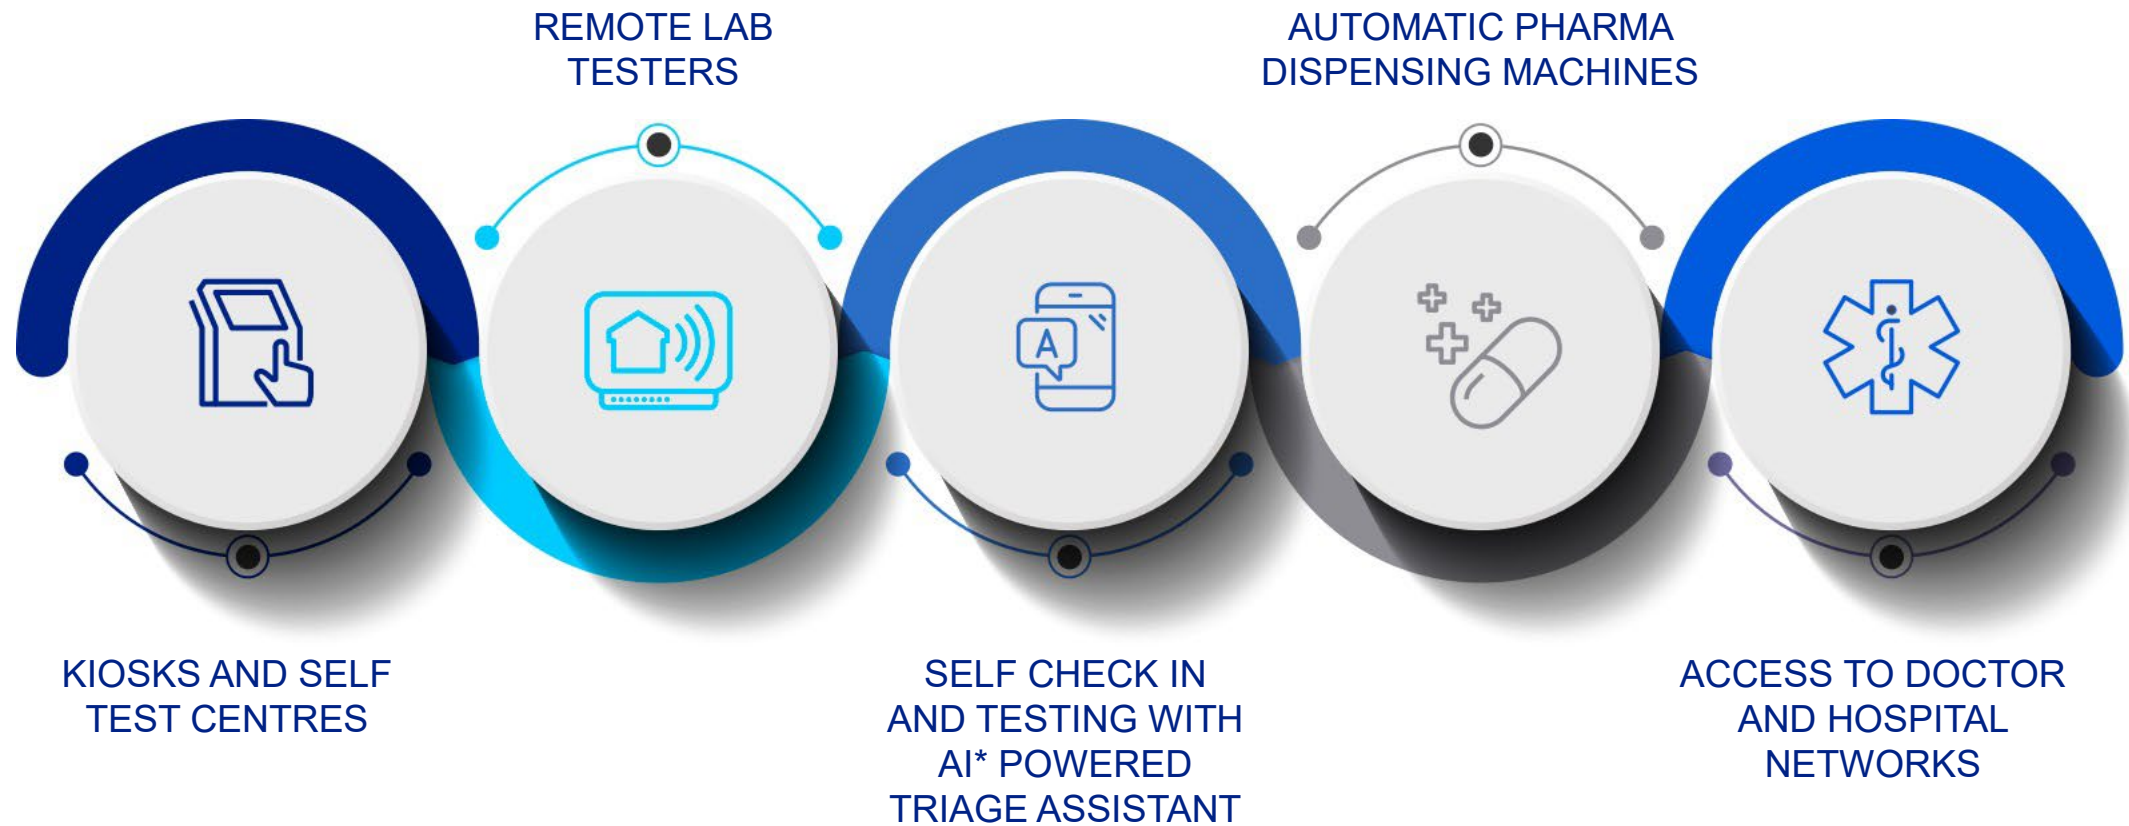 REMOTE LAB
TESTERS
AUTOMATIC PHARMA
DISPENSING MACHINES
A
KIOSKS AND SELF
TEST CENTRES
SELF CHECK IN
AND TESTING WITH
AI* POWERED
TRIAGE ASSISTANT
ACCESS TO DOCTOR
AND HOSPITAL
NETWORKS